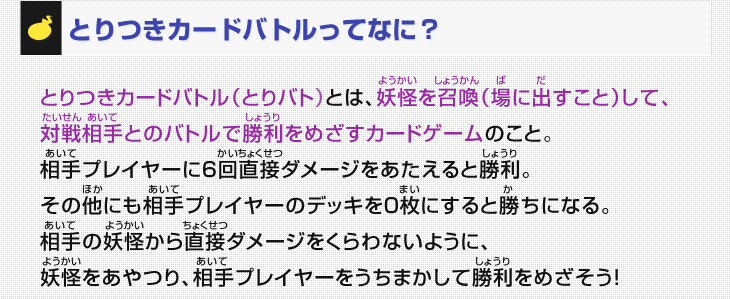 とりつきカードバトルってなに？
とりつきカードバトル（とりバト）とは、妖怪を召喚（場に出すこと）して、
対戦相手とのバトルで勝利をめざすカードゲームのこと。
相手プレイヤーに6回直接ダメージをあたえると勝利。
その他にも相手プレイヤーのデッキを0枚にすると勝ちになる。
相手の妖怪から直接ダメージをくらわないように、
妖怪をあやつり、相手プレイヤーをうちまかして勝利をめざそう!